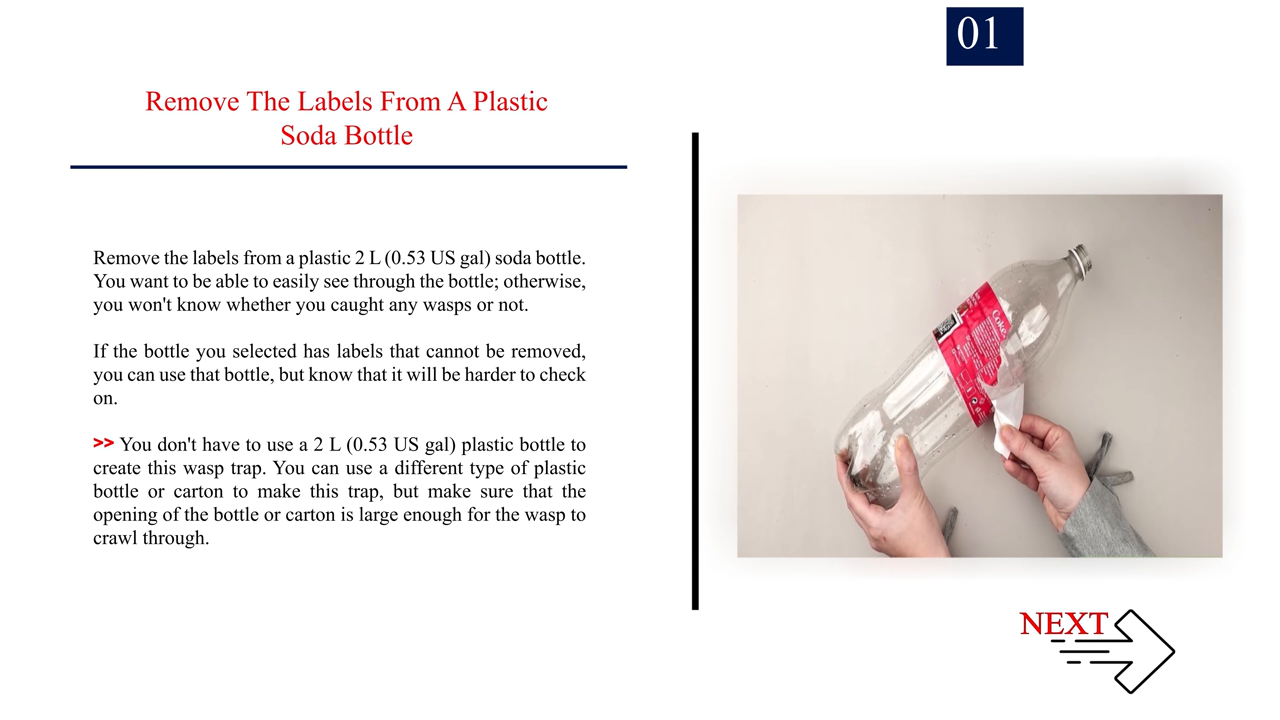 01
Remove The Labels From A Plastic
Soda Bottle
Remove the labels from a plastic 2 L (0.53 US gal) soda bottle.
You want to be able to easily see through the bottle; otherwise,
you won't know whether you caught any wasps or not.
If the bottle you selected has labels that cannot be removed,
you can use that bottle, but know that it will be harder to check
on.
>> You don't have to use a 2 L (0.53 US gal) plastic bottle to
create this wasp trap. You can use a different type of plastic
bottle or carton to make this trap, but make sure that the
opening of the bottle or carton is large enough for the wasp to
crawl through.
Coke
NEXT